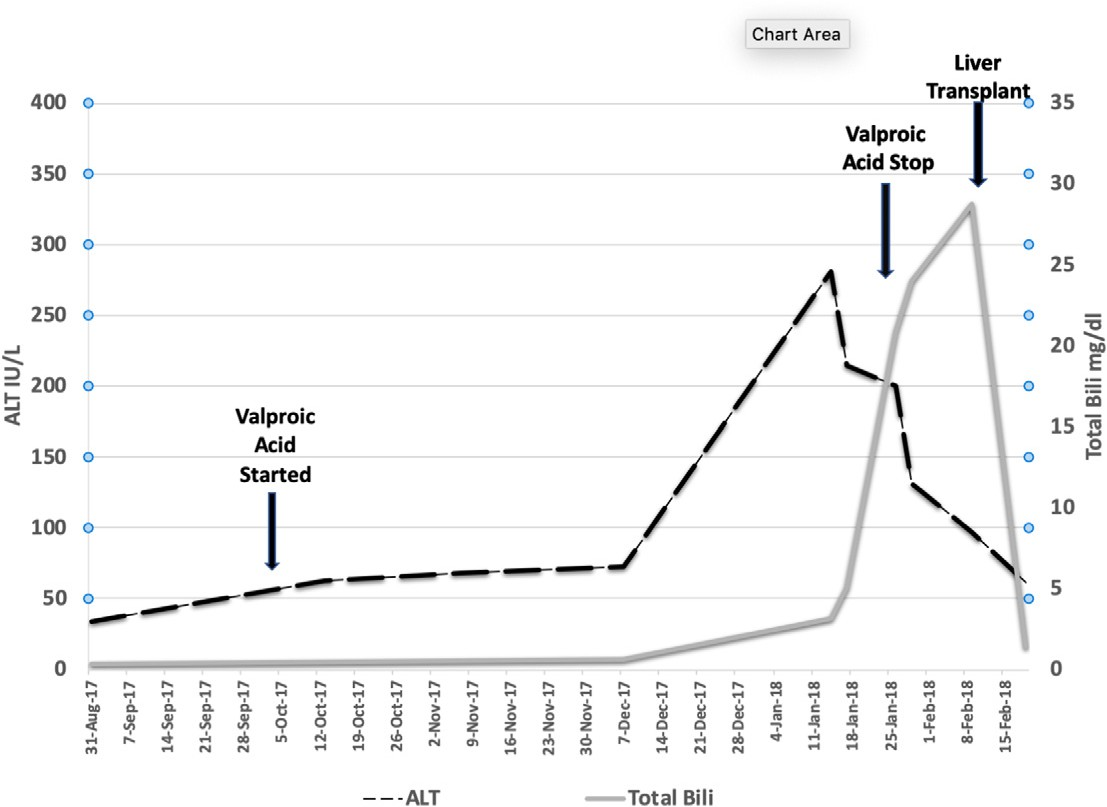 Chart Area
Liver
Transplant
Valproic
Acid Stop
Valproic
Acid
Started
400
350
300
250
200
150
100
50
0
ALT IU/L
35
30
25
20
15
10
5
0
Total Bili mg/dl
31-Aug-17
7-Sep-17
14-Sep-17
21-Sep-17
28-Sep-17
5-Oct-17
12-Oct-17
19-Oct-17
26-Oct-17
2-Nov-17
9-Nov-17
16-Nov-17
23-Nov-17
30-Nov-17
7-Dec-17
14-Dec-17
21-Dec-17
28-Dec-17
4-Jan-18
11-Jan-18
18-Jan-18
25-Jan-18
1-Feb-18
8-Feb-18
15-Feb-18
ALT
Total Bili